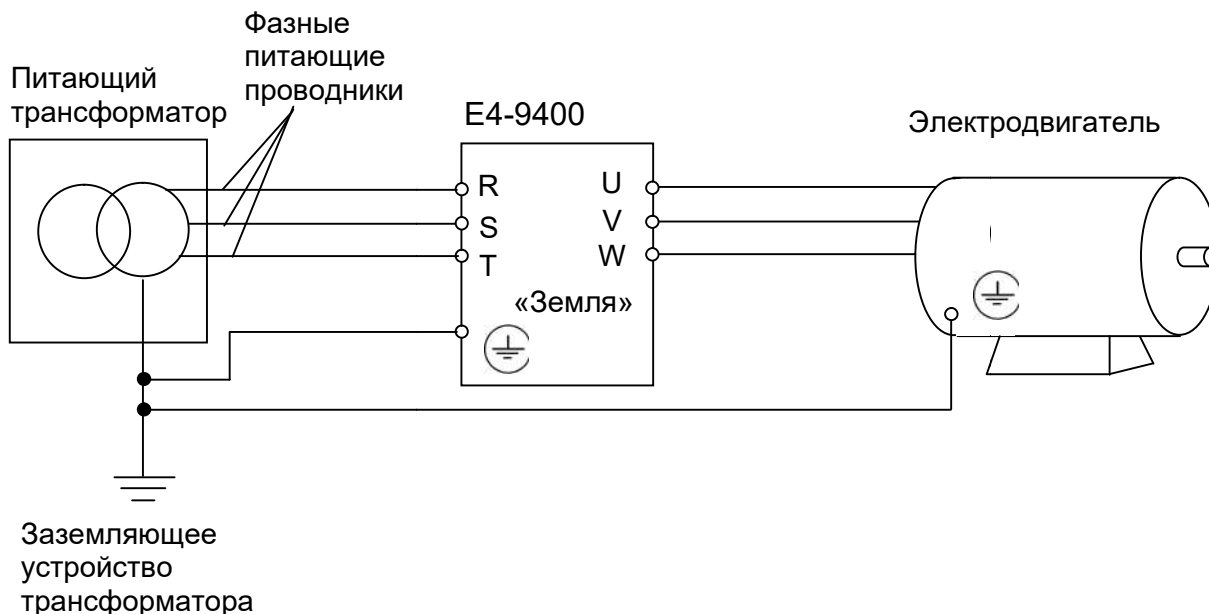 Фазные
питающие
проводники
Питающий
трансформатор
E4-9400
Электродвигатель
R
U
S
V
T
W
«Земля»
Заземляющее
устройство
трансформатора